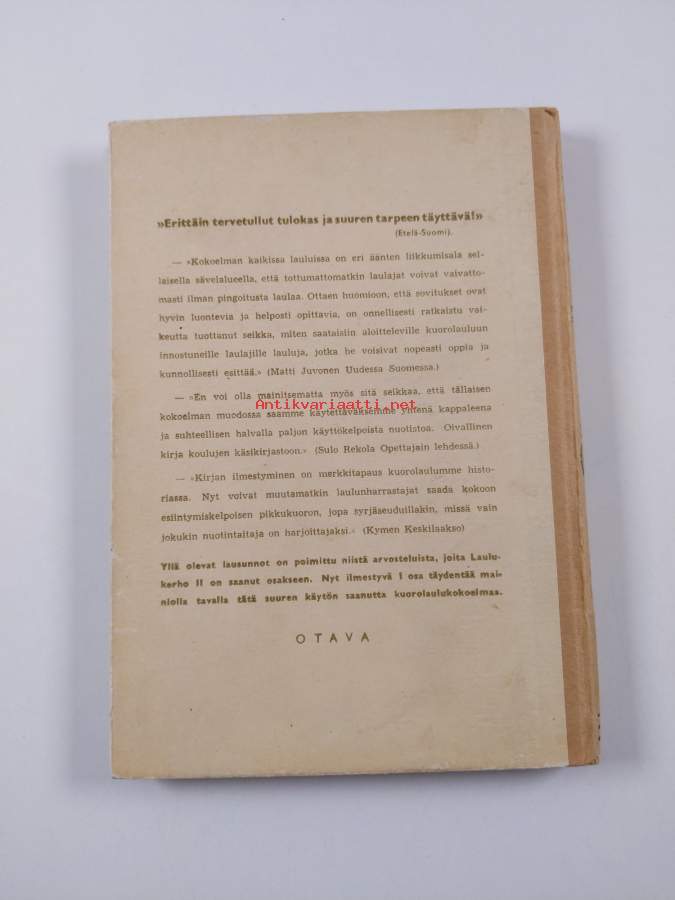 »Erittäin tervetullut tulokas ja suuren tarpeen täyttävä!»
(Etelä-Suomi).
— »Kokoelman kaikissa lauluissa on eri äänten liikkumisala sel-
laisella sävelalueella, että tottumattomatkin laulajat voivat vaivatto-
masti ilman pingoitusta laulaa. Ottaen huomioon, että sovitukset ovat
hyvin luontevia ja helposti opittavia, on onnellisesti ratkaistu vai-
keutta tuottanut seikka, miten saataisiin aloitteleville kuorolauluun
innostuneille laulajille lauluja, jotka he voisivat nopeasti oppia ja
kunnollisesti esittää.» (Matti Juvonen Uudessa Suomessa.)
— »En voi olla mainitsematta myös sitä seikkaa, että tällaisen
kokoelman muodossa saamme käytettäväksemme yhtenä kappaleena
Antikvariaatti.net
ja suhteellisen halvalla paljon käyttökelpoista nuotistoa. Oivallinen
kirja koulujen käsikirjastoon.» (Sulo Rekola Opettajain lehdessä.)
— »Kirjan ilmestyminen on merkkitapaus kuorolaulumme histo-
riassa. Nyt voivat muutamatkin laulunharrastajat saada kokoon
esiintymiskelpoisen pikkukuoron, jopa syrjäseuduillakin, missä vain
jokukin nuotintaitaja on harjoittajaksi.» (Kymen Keskilaakso)
Yllä olevat lausunnot on poimittu niistä arvosteluista, joita Laulu-
kerho II on saanut osakseen. Nyt ilmestyvä I osa täydentää mai-
niolla tavalla tätä suuren käytön saanutta kuorolaulukokoelmaa.
OTAVA